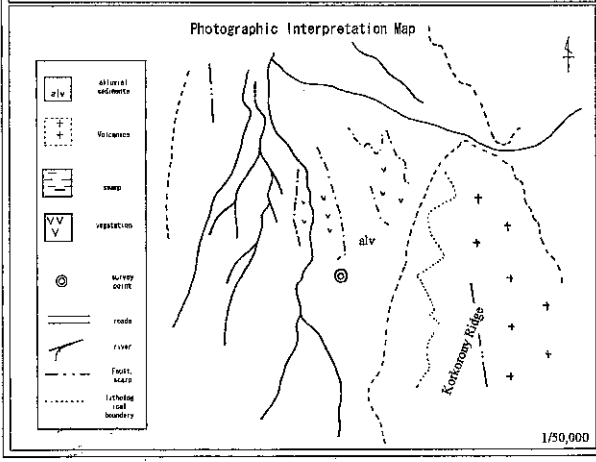 Photographic Interpretation Map
alv
alluvial
sediments
Volcanics
swamp
vegetation
survey
point
roads
river
Fault,
scarp
litholog
ical
boundary
alv
Korkorony Ridge
1/50,000